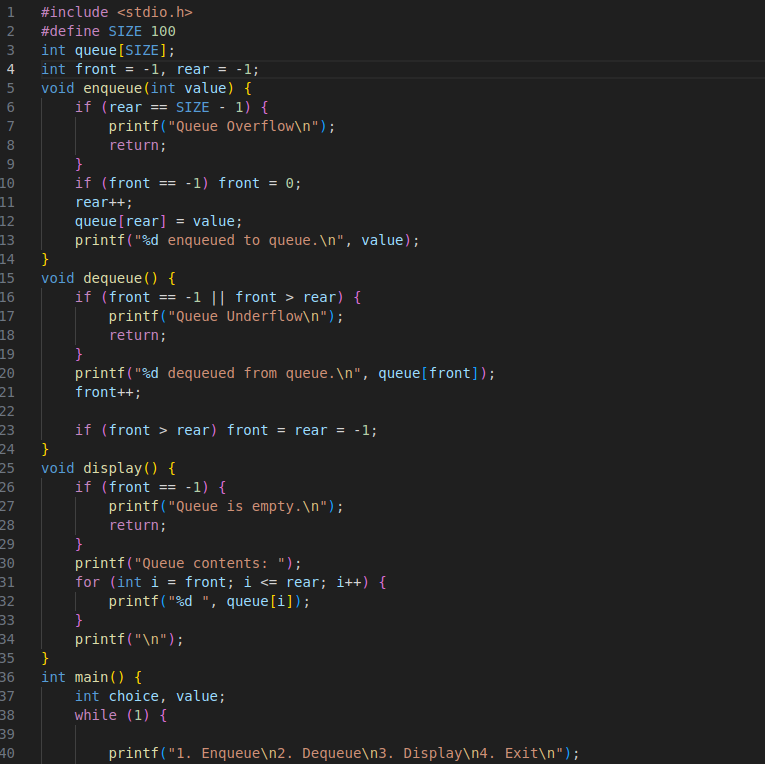 1 #include <stdio.h>
2 #define SIZE 100
3 int queue[SIZE];
4 int front = -1, rear = -1;
5 void enqueue(int value) {
6     if (rear == SIZE - 1) {
7         printf("Queue Overflow\n");
8         return;
9     }
10     if (front == -1) front = 0;
11     rear++;
12     queue[rear] = value;
13     printf("%d enqueued to queue.\n", value);
14 }
15 void dequeue() {
16     if (front == -1 || front > rear) {
17         printf("Queue Underflow\n");
18         return;
19     }
20     printf("%d dequeued from queue.\n", queue[front]);
21     front++;
22
23     if (front > rear) front = rear = -1;
24 }
25 void display() {
26     if (front == -1) {
27         printf("Queue is empty.\n");
28         return;
29     }
30     printf("Queue contents: ");
31     for (int i = front; i <= rear; i++) {
32         printf("%d ", queue[i]);
33     }
34     printf("\n");
35 }
36 int main() {
37     int choice, value;
38     while (1) {
39
40         printf("1. Enqueue\n2. Dequeue\n3. Display\n4. Exit\n");